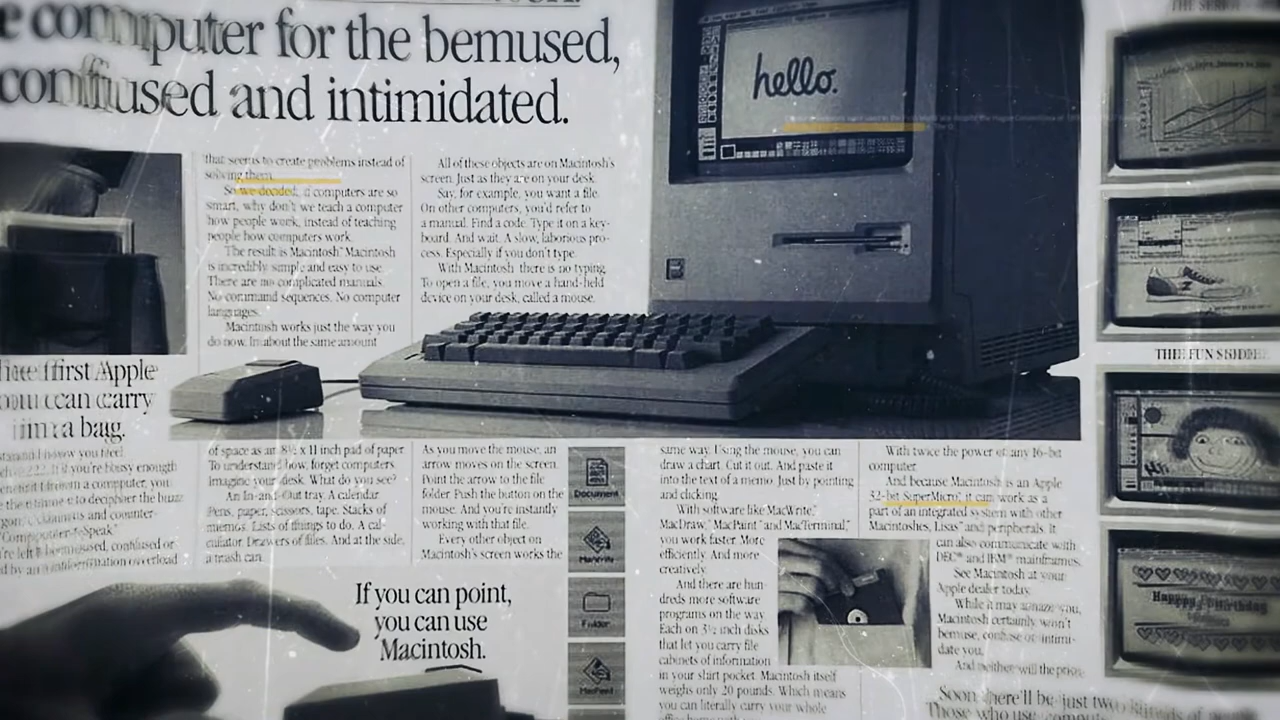 computer for the bemused,
confused and intimidated.
hello.
that seems to create problems instead of
solving them.
So we decided, if computers are so
smart, why don't we teach a computer
how people work, instead of teaching
people how computers work.
The result is Macintosh™ Macintosh
is incredibly simple and easy to use.
There are no complicated manuals.
No command sequences. No computer
languages.
Macintosh works just the way you
do now. In about the same amount
of space as an 8½ x 11 inch pad of paper
To understand how, forget computers.
Imagine your desk. What do you see?
An In-and-Out tray. A calendar.
Pens, paper, scissors, tape. Stacks of
memos. Lists of things to do. A cal-
culator. Drawers of files. And at the side,
a trash can.
All of these objects are on Macintosh's
screen. Just as they are on your desk.
Say, for example, you want a file.
On other computers, you'd refer to
a manual. Find a code. Type it on a key-
board. And wait. A slow, laborious pro-
cess. Especially if you don't type.
With Macintosh there is no typing.
To open a file, you move a hand-held
device on your desk, called a mouse.
As you move the mouse, an
arrow moves on the screen.
Point the arrow to the file
folder. Push the button on the
mouse. And you're instantly
working with that file.
Every other object on
Macintosh's screen works the
same way. Using the mouse, you can
draw a chart. Cut it out. And paste it
into the text of a memo. Just by pointing
and clicking.
With software like MacWrite,™
MacDraw,™ MacPaint™ and MacTerminal,™
you work faster. More
efficiently. And more
creatively.
And there are hun-
dreds more software
programs on the way.
Each on 3½ inch disks
that let you carry file
cabinets of information
in your shirt pocket. Macintosh itself
weighs only 20 pounds. Which means
you can literally carry your whole
With twice the power of any 16-bit
computer.
And because Macintosh is an Apple
32-bit SuperMicro,™ it can work as a
part of an integrated system with other
Macintoshes, Lisas™ and peripherals. It
can also communicate with
DEC® and IBM® mainframes.
See Macintosh at your
Apple dealer today.
While it may amaze you,
Macintosh certainly won't
bemuse, confuse or intimi-
date you.
And neither will the price.
Soon there'll be just two kinds of people.
Those who use computers
The first Apple
you can carry
in a bag.
If you can point,
you can use
Macintosh.
Document
MacWrite
Folder
MacPaint
Happy Birthday